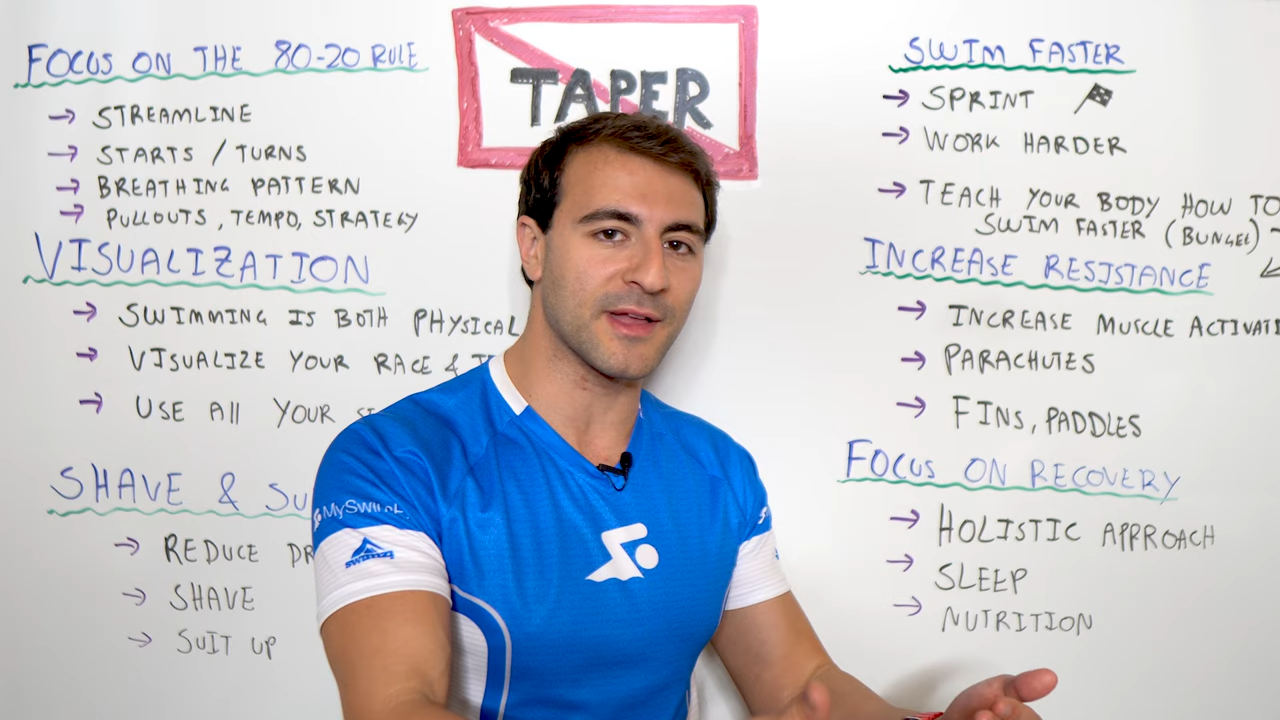 FOCUS ON THE 80-20 RULE
→ STREAMLINE
→ STARTS / TURNS
→ BREATHING PATTERN
→ PULLOUTS, TEMPO, STRATEGY
VISUALIZATION
→ SWIMMING IS BOTH PHYSICAL
→ VISUALIZE YOUR RACE &
→ USE All YOUR
SHAVE &
→ REDUCE
→ SHAVE
→ SUIT UP
TAPER
SWIM FASTER
→ SPRINT
→ WORK HARDER
→ TEACH YOUR BODY HOW TO
SWIM FASTER (BUNGEE)
INCREASE RESISTANCE
→ INCREASE MUSCLE
→ PARACHUTES
→ FINS, PADDLES
FOCUS ON RECOVERY
→ HOLISTIC APPROACH
→ SLEEP
→ NUTRITION